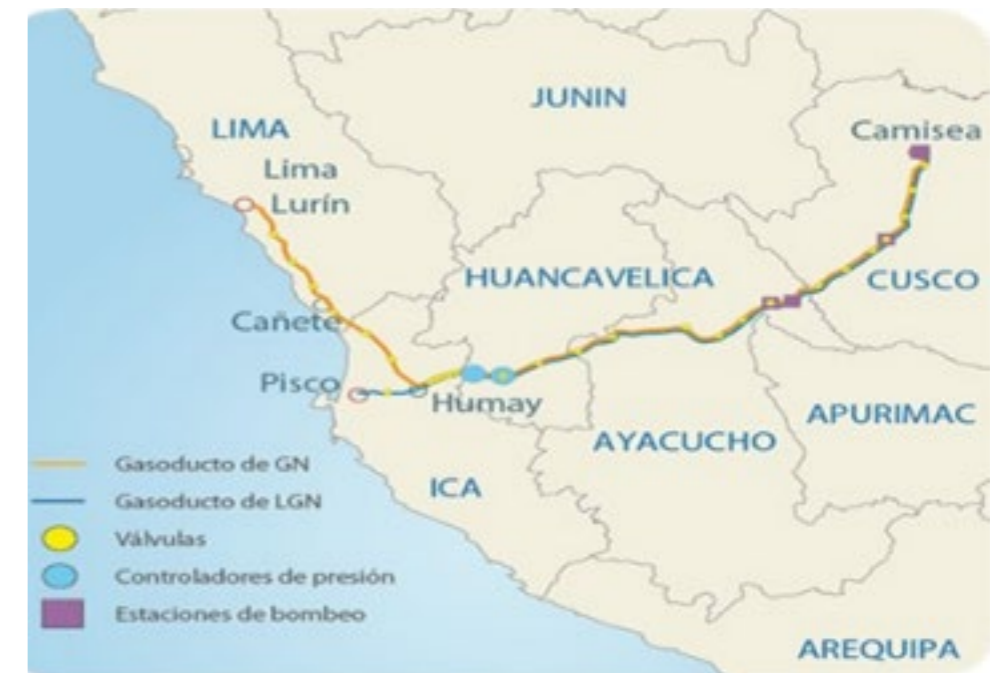 JUNIN
LIMA
Camisea
Lima
Lurín
HUANCAVELICA
CUSCO
Cañete
Pisco
Humay
APURIMAC
AYACUCHO
ICA
Gasoducto de GN
Gasoducto de LGN
Válvulas
Controladores de presión
Estaciones de bombeo
AREQUIPA